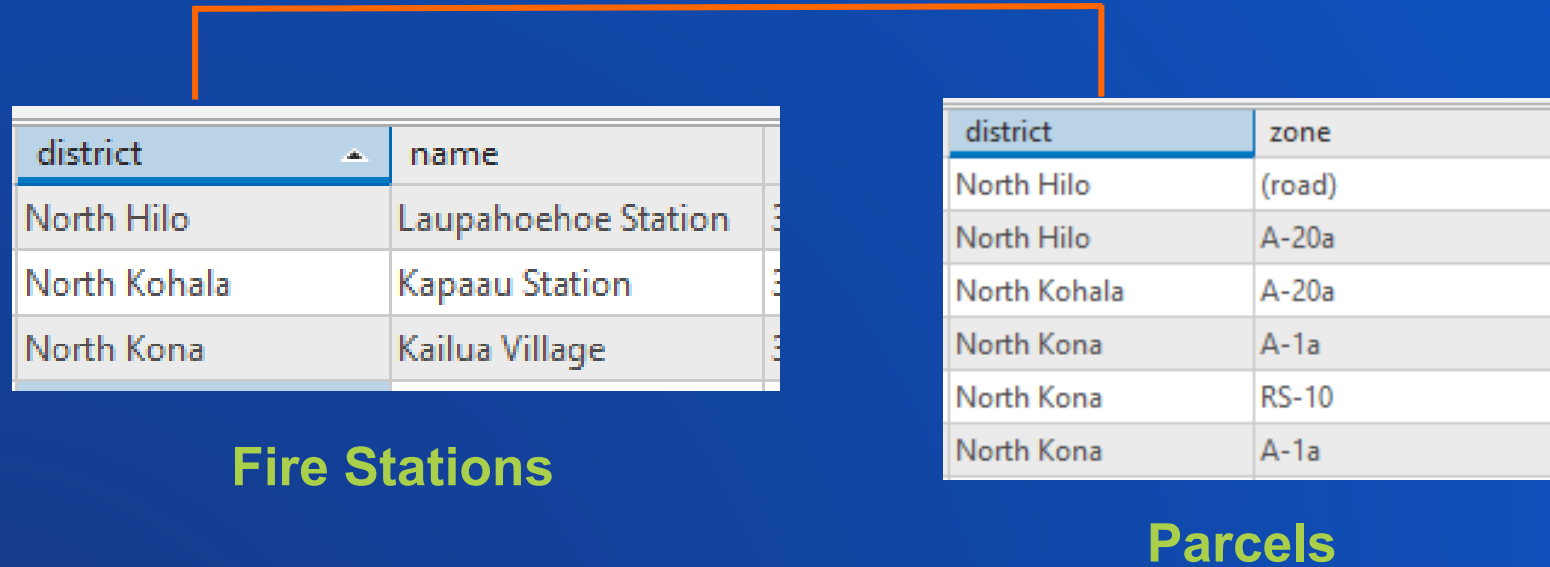 district name
North Hilo Laupahoehoe Station
North Kohala Kapaau Station
North Kona Kailua Village
Fire Stations
district zone
North Hilo (road)
North Hilo A-20a
North Kohala A-20a
North Kona A-1a
North Kona RS-10
North Kona A-1a
Parcels